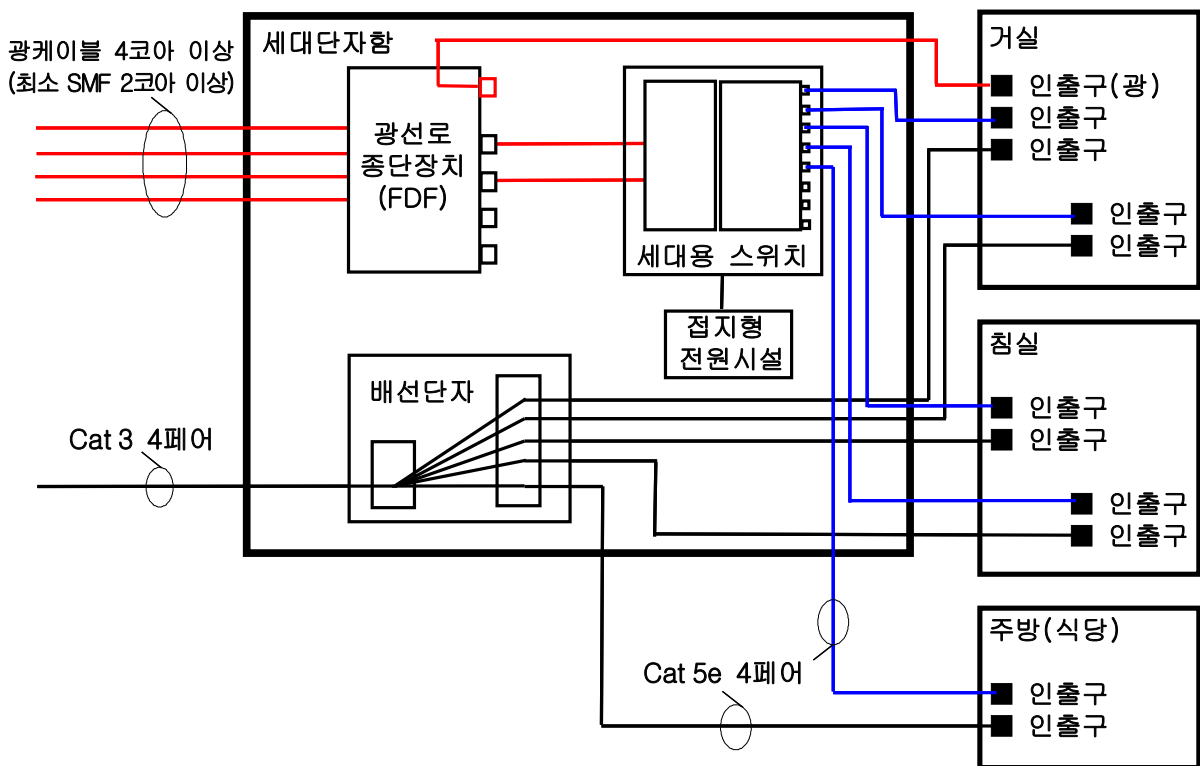 광케이블 4코아 이상
(최소 SMF 2코아 이상)
세대단자함
광선로
종단장치
(FDF)
세대용 스위치
접지형
전원시설
배선단자
Cat 3 4페어
Cat 5e 4페어
거실
인출구(광)
인출구
인출구
인출구
인출구
침실
인출구
인출구
인출구
인출구
주방(식당)
인출구
인출구